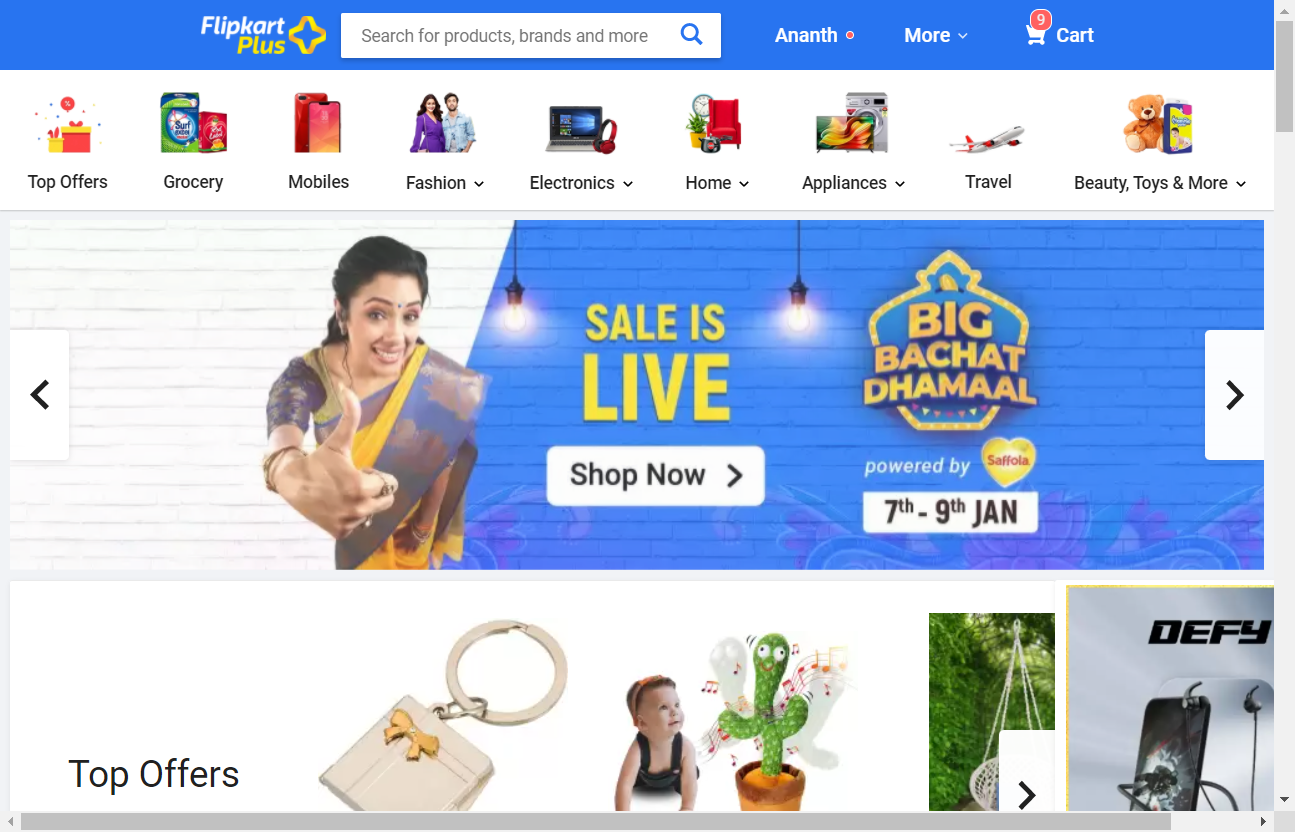 Flipkart
Plus
Search for products, brands and more
Ananth
More
9
Cart
%
Surf excel
Top Offers
Grocery
Mobiles
Fashion
Electronics
Home
Appliances
Travel
Beauty, Toys & More
SALE IS
LIVE
Shop Now
BIG
BACHAT
DHAMAAL
powered by
Saffola
7th - 9th JAN
Top Offers
DEFY